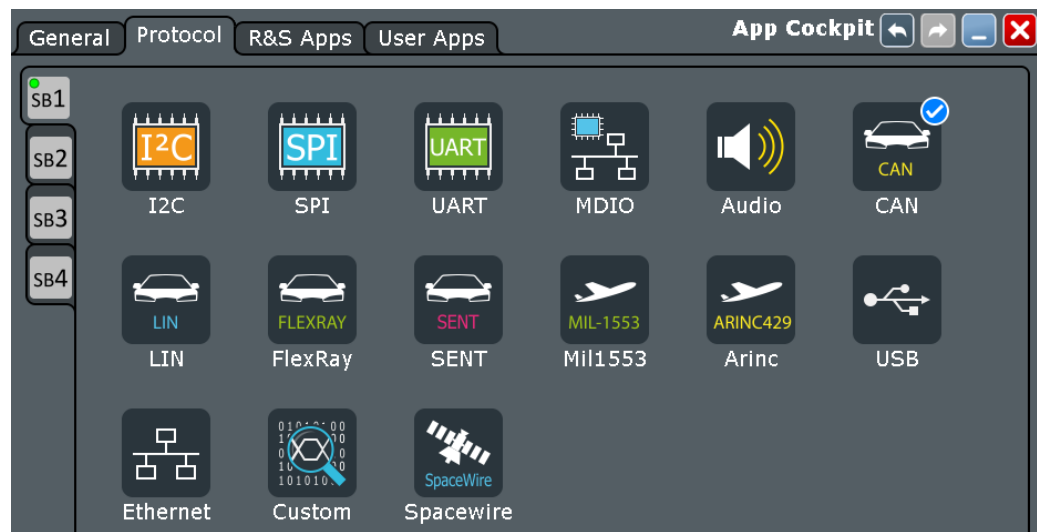 General Protocol R&S Apps User Apps App Cockpit
SB1
SB2
SB3
SB4
I²C SPI UART CAN
I2C SPI UART MDIO Audio CAN
LIN FLEXRAY SENT MIL-1553 ARINC429
LIN FlexRay SENT Mil1553 Arinc USB
SpaceWire
101010
Ethernet Custom Spacewire